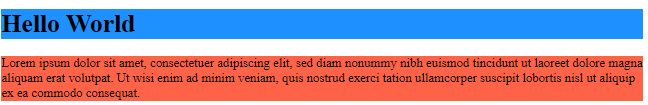 Hello World
Lorem ipsum dolor sit amet, consectetuer adipiscing elit, sed diam nonummy nibh euismod tincidunt ut laoreet dolore magna
aliquam erat volutpat. Ut wisi enim ad minim veniam, quis nostrud exerci tation ullamcorper suscipit lobortis nisl ut aliquip
ex ea commodo consequat.